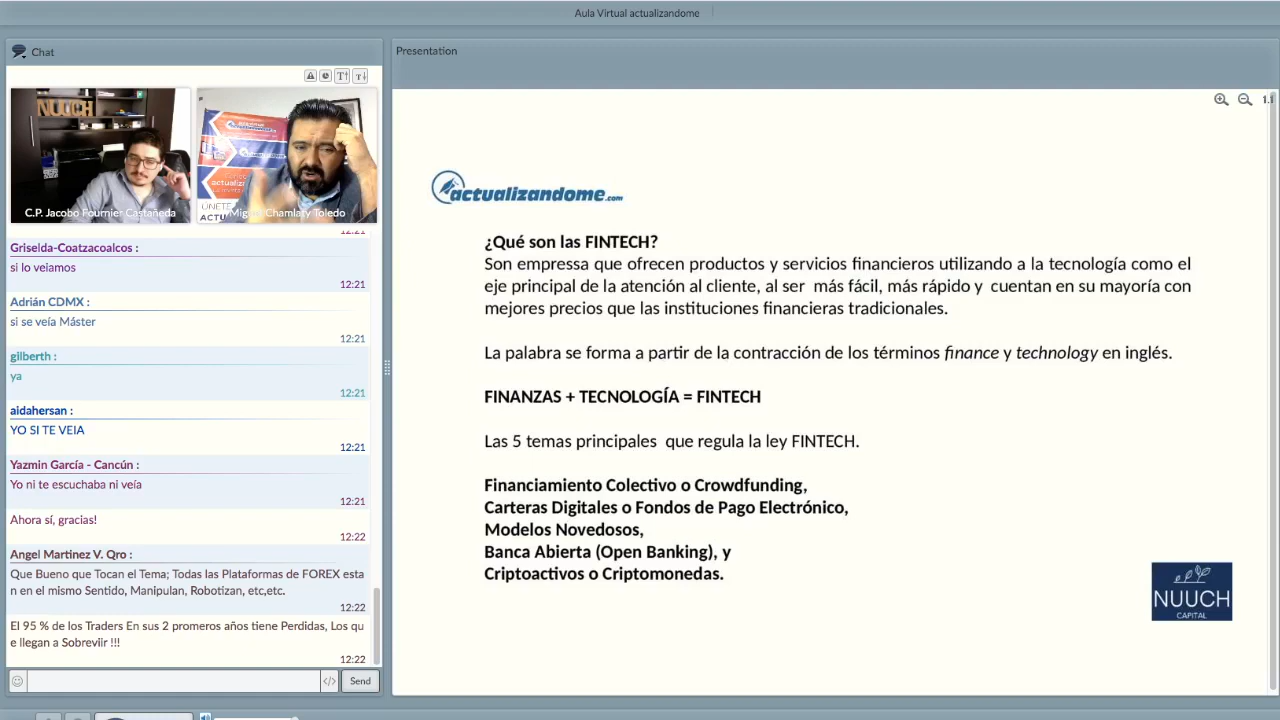 Aula Virtual actualizandome
Chat
NUUCH
C.P. Jacobo Fournier Castañeda
ÚNETE
ACTU
Chamlaty Toledo
12:21
Griselda-Coatzacoalcos :
si lo veiamos
12:21
Adrián CDMX :
si se veía Máster
12:21
gilberth :
ya
12:21
aidahersan :
YO SI TE VEIA
12:21
Yazmin García - Cancún :
Yo ni te escuchaba ni veía
12:21
Ahora sí, gracias!
12:22
Angel Martinez V. Qro :
Que Bueno que Tocan el Tema; Todas las Plataformas de FOREX esta
n en el mismo Sentido, Manipulan, Robotizan, etc,etc.
12:22
El 95 % de los Traders En sus 2 promeros años tiene Perdidas, Los qu
e llegan a Sobreviir !!!
12:22
Send
Presentation
actualizandome.com
¿Qué son las FINTECH?
Son empressa que ofrecen productos y servicios financieros utilizando a la tecnología como el
eje principal de la atención al cliente, al ser más fácil, más rápido y cuentan en su mayoría con
mejores precios que las instituciones financieras tradicionales.
La palabra se forma a partir de la contracción de los términos finance y technology en inglés.
FINANZAS + TECNOLOGÍA = FINTECH
Las 5 temas principales que regula la ley FINTECH.
Financiamiento Colectivo o Crowdfunding,
Carteras Digitales o Fondos de Pago Electrónico,
Modelos Novedosos,
Banca Abierta (Open Banking), y
Criptoactivos o Criptomonedas.
NUUCH
CAPITAL